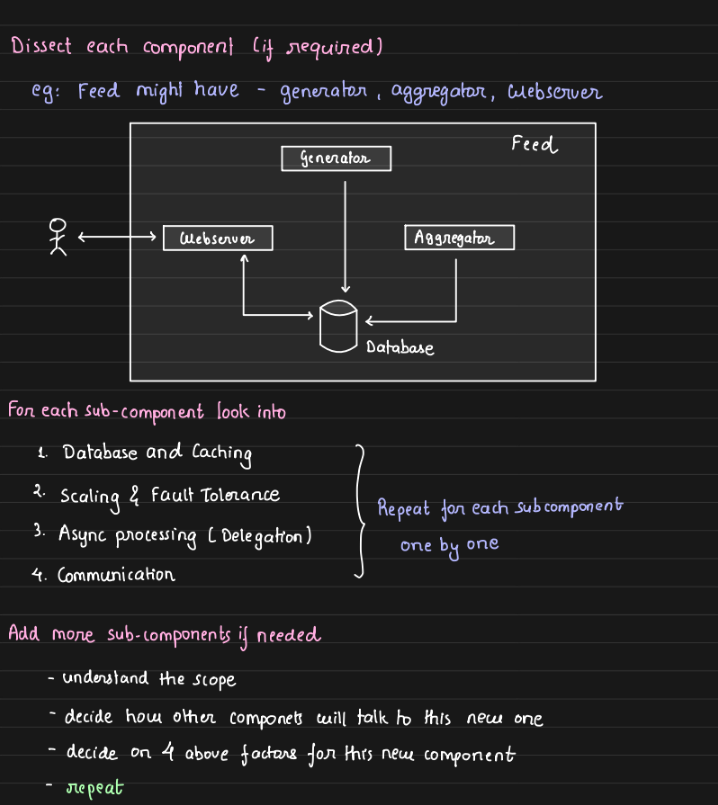 Dissect each component (if required)
eg: Feed might have - generator, aggregator, Webserver
Feed
Generator
Webserver
Aggregator
Database
For each sub-component look into
1. Database and Caching
2. Scaling & Fault Tolerance
3. Async processing (Delegation)
4. Communication
Repeat for each subcomponent
one by one
Add more sub-components if needed
- understand the scope
- decide how other componets will talk to this new one
- decide on 4 above factors for this new component
- repeat